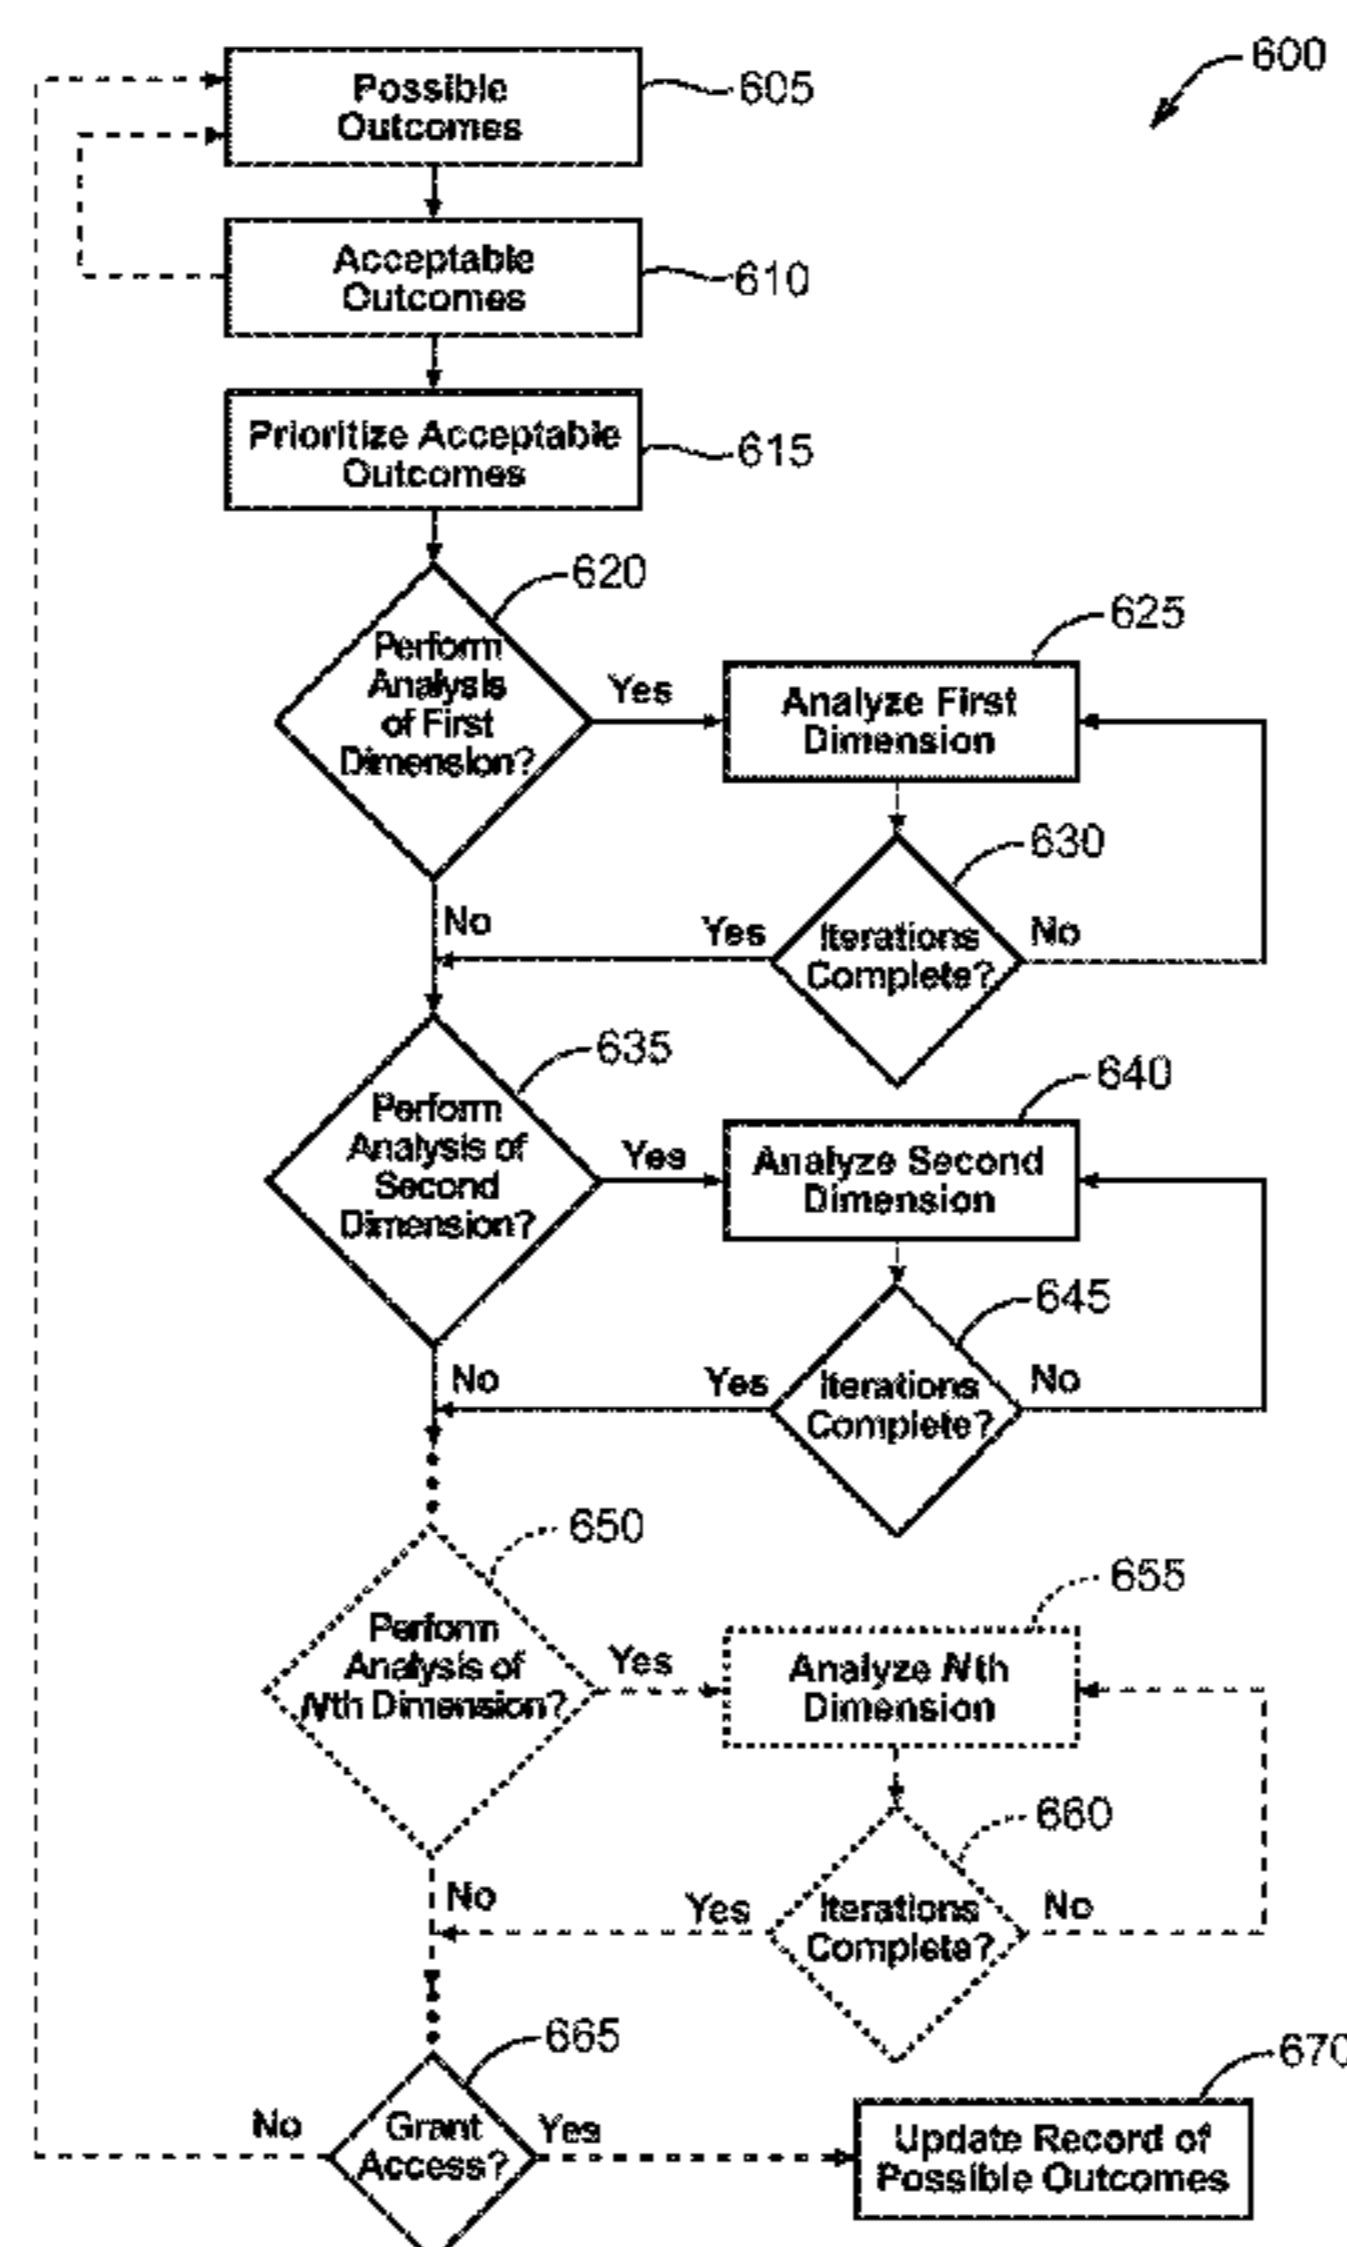 600
Possible
Outcomes
605
Acceptable
Outcomes
610
Prioritize Acceptable
Outcomes
615
620
Perform
Analysis
of First
Dimension?
Yes
No
625
Analyze First
Dimension
630
Iterations
Complete?
Yes
No
635
Perform
Analysis of
Second
Dimension?
Yes
No
640
Analyze Second
Dimension
645
Iterations
Complete?
Yes
No
650
Perform
Analysis of
Nth Dimension?
Yes
No
655
Analyze Nth
Dimension
660
Iterations
Complete?
Yes
No
665
Grant
Access?
No
Yes
670
Update Record of
Possible Outcomes